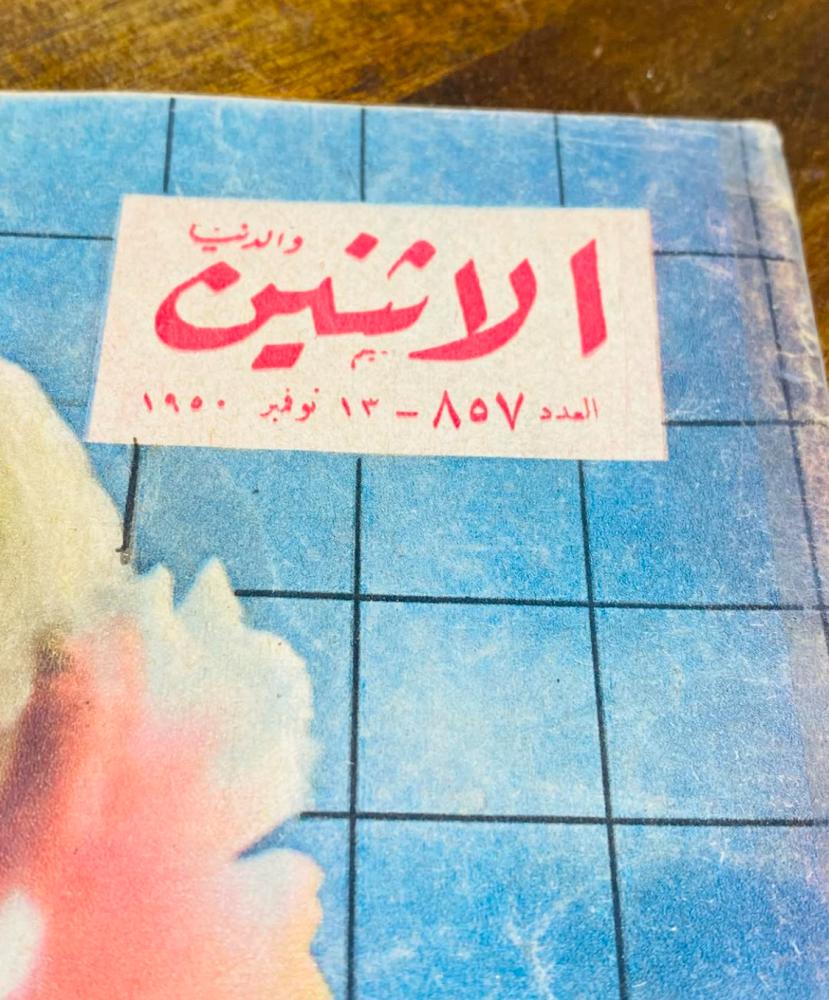 الاثنين
والدنيا
العدد ٨٥٧ - ١٣ نوفمبر ١٩٥٠